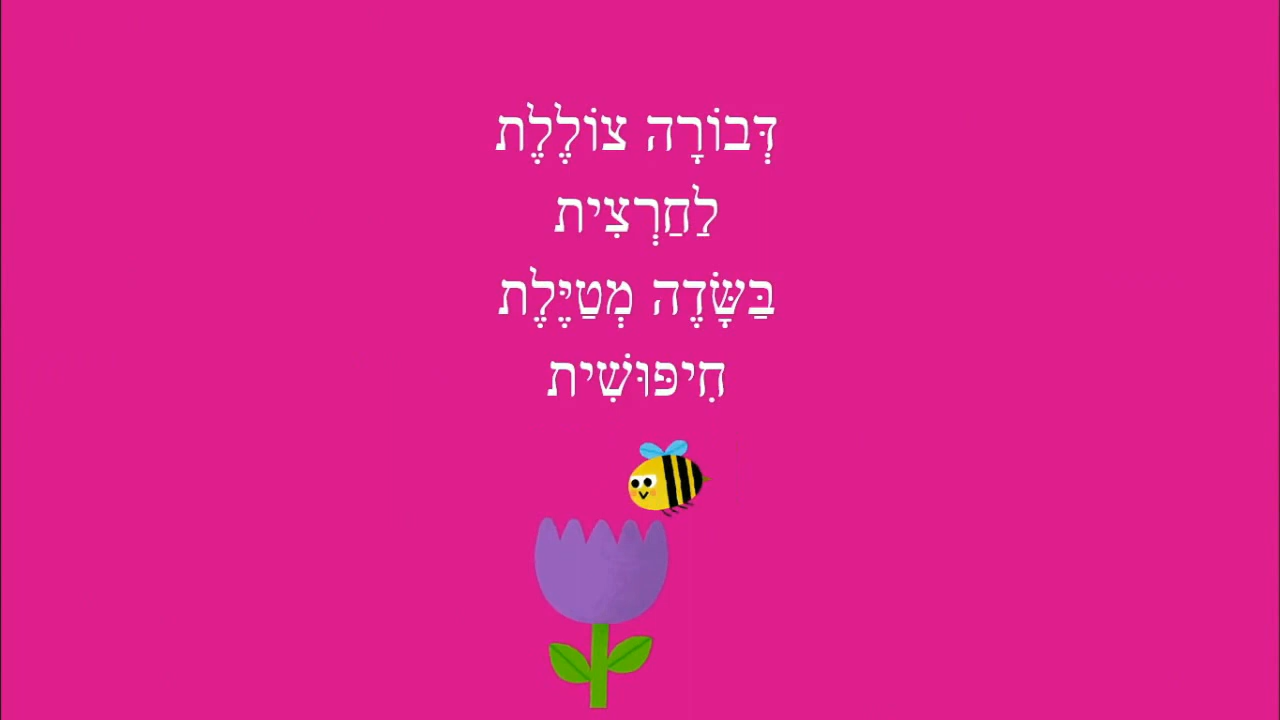 דְּבוֹרָה צוֹלֶלֶת
לַחַרְצִית
בַּשָּׂדֶה מְטַיֶּלֶת
חִיפּוּשִׁית